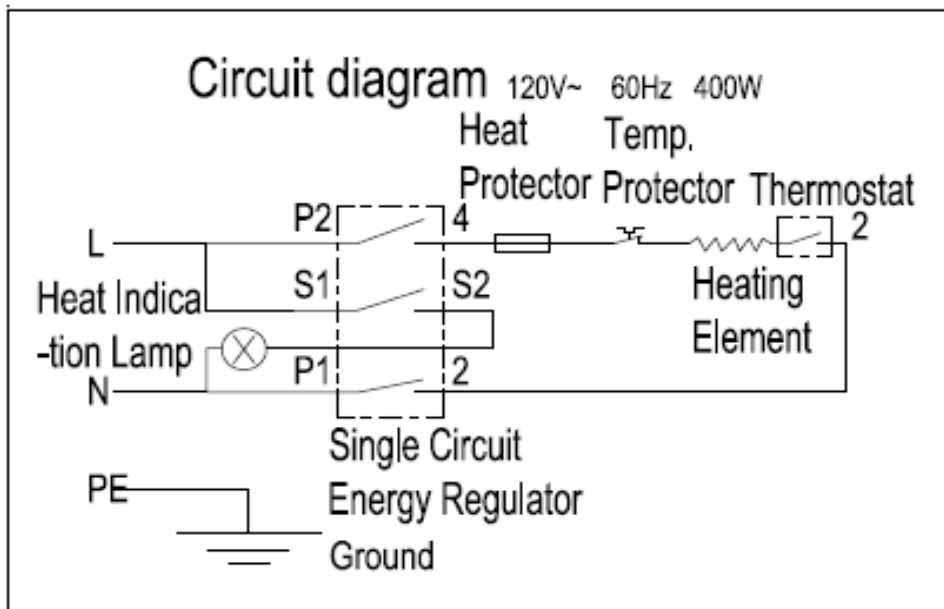 Circuit diagram 120V~ 60Hz 400W
Heat Protector
Temp. Protector
Thermostat
P2
4
2
L
S1
S2
Heat Indica
-tion Lamp
Heating
Element
N
P1
2
Single Circuit
Energy Regulator
PE
Ground